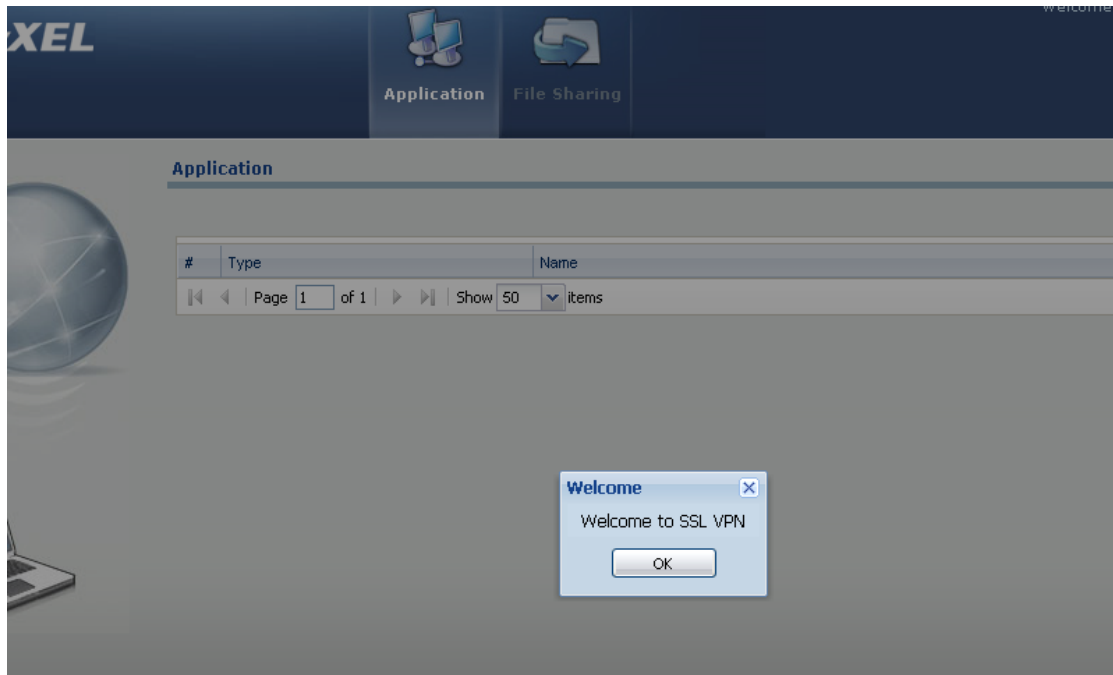 Welcome
XEL
Application
File Sharing
Application
# Type Name
Page 1 of 1 Show 50 items
Welcome
Welcome to SSL VPN
OK